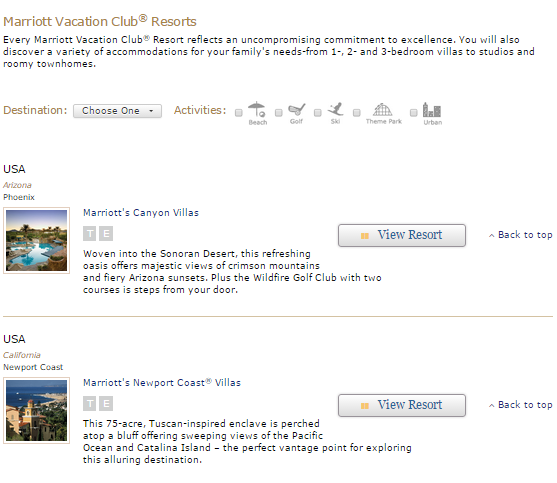 Marriott Vacation Club® Resorts
Every Marriott Vacation Club® Resort reflects an uncompromising commitment to excellence. You will also
discover a variety of accommodations for your family's needs-from 1-, 2- and 3-bedroom villas to studios and
roomy townhomes.
Destination: Choose One Activities: Beach Golf Ski Theme Park Urban
USA
Arizona
Phoenix
Marriott's Canyon Villas
T E
View Resort
Back to top
Woven into the Sonoran Desert, this refreshing
oasis offers majestic views of crimson mountains
and fiery Arizona sunsets. Plus the Wildfire Golf Club with two
courses is steps from your door.
USA
California
Newport Coast
Marriott's Newport Coast® Villas
T E
View Resort
Back to top
This 75-acre, Tuscan-inspired enclave is perched
atop a bluff offering sweeping views of the Pacific
Ocean and Catalina Island – the perfect vantage point for exploring
this alluring destination.